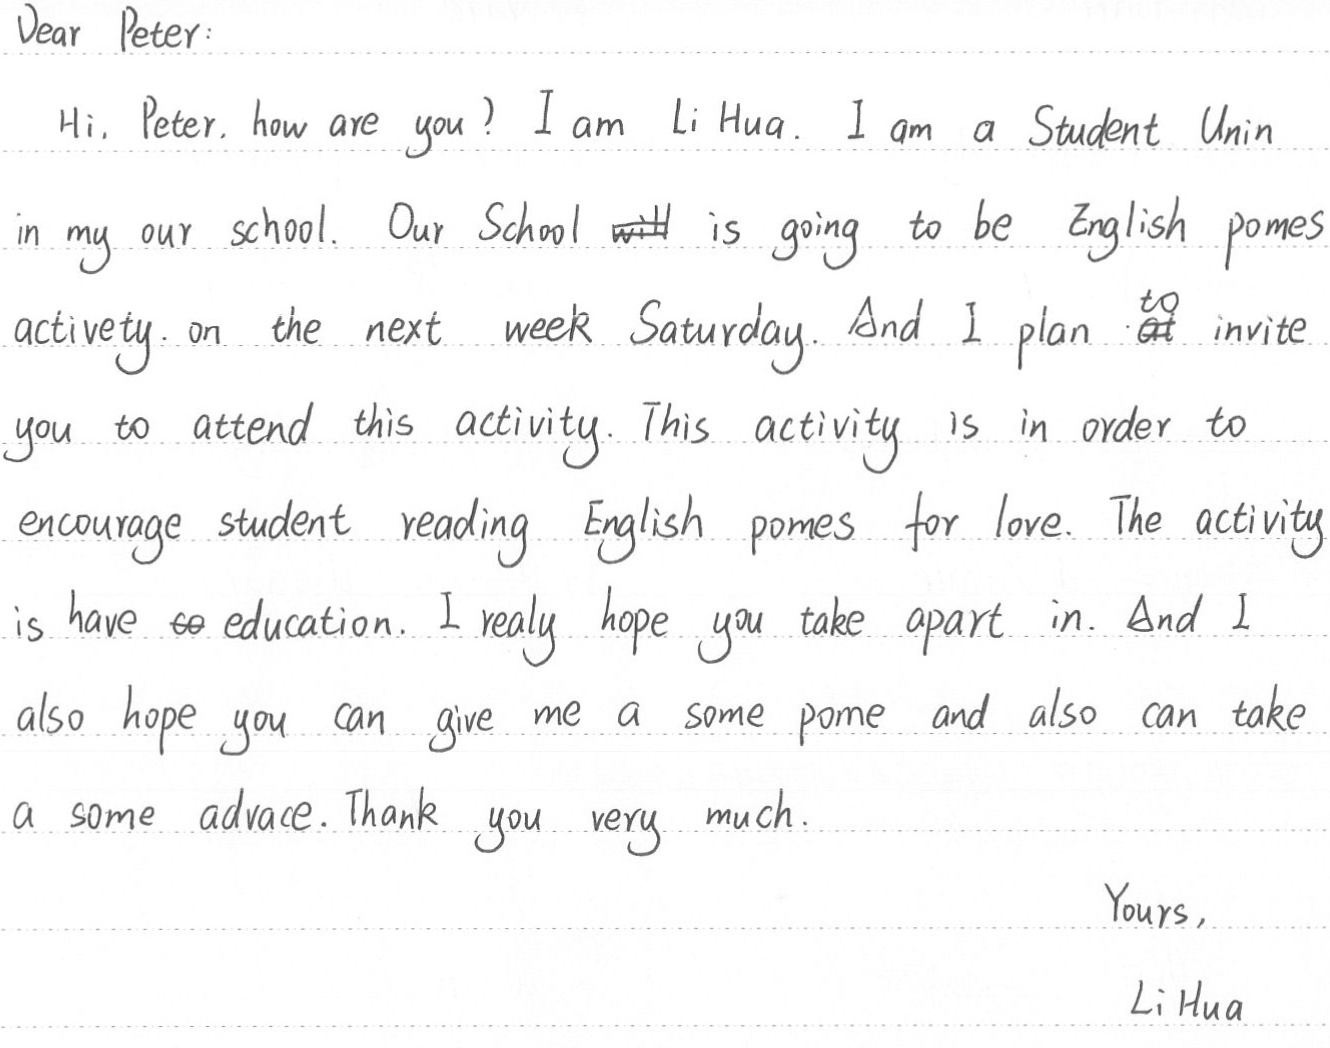 Dear Peter:
Hi, Peter, how are you? I am Li Hua. I am a Student Unin
in my our school. Our School will is going to be English pomes
activety. on the next week Saturday. And I plan to invite
you to attend this activity. This activity is in order to
encourage student reading English pomes for love. The activity
is have so education. I realy hope you take apart in. And I
also hope you can give me a some pome and also can take
a some advace. Thank you very much.
Yours,
Li Hua